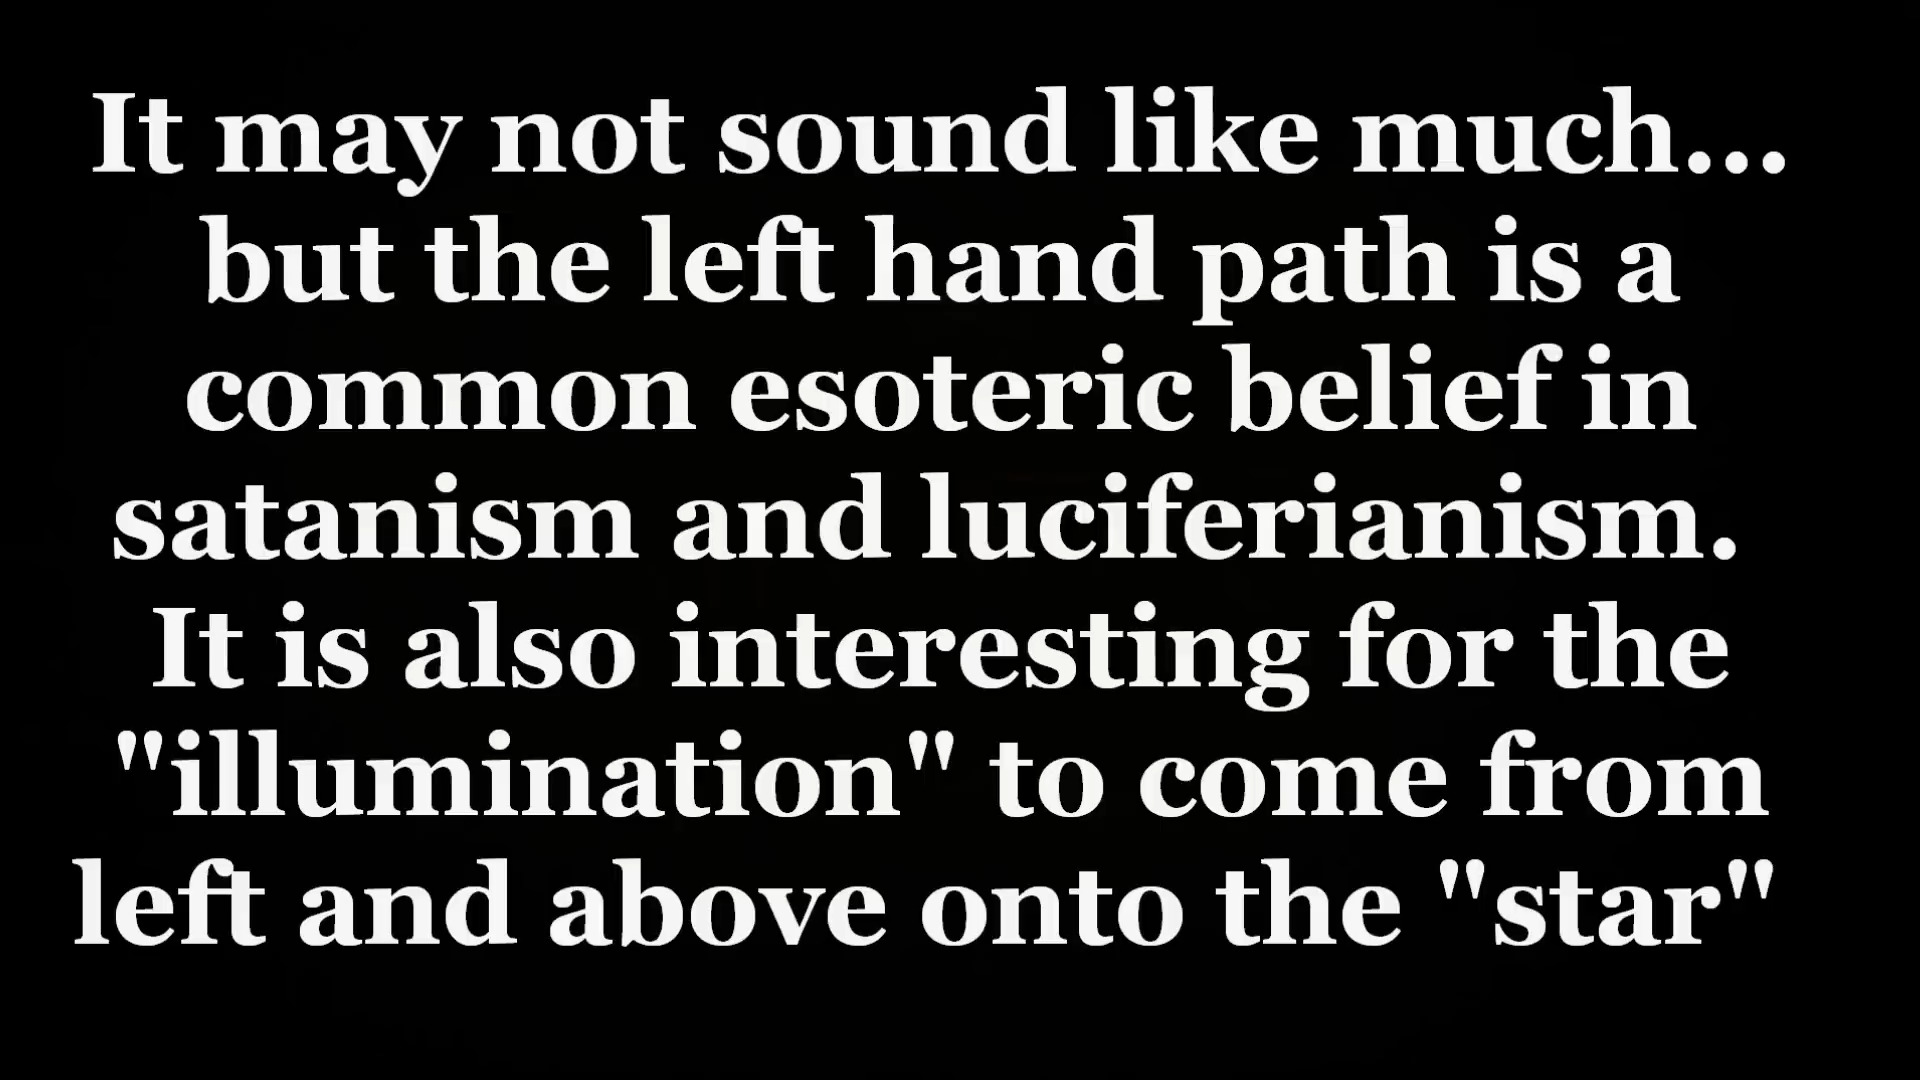 It may not sound like much...
but the left hand path is a
common esoteric belief in
satanism and luciferianism.
It is also interesting for the
"illumination" to come from
left and above onto the "star"